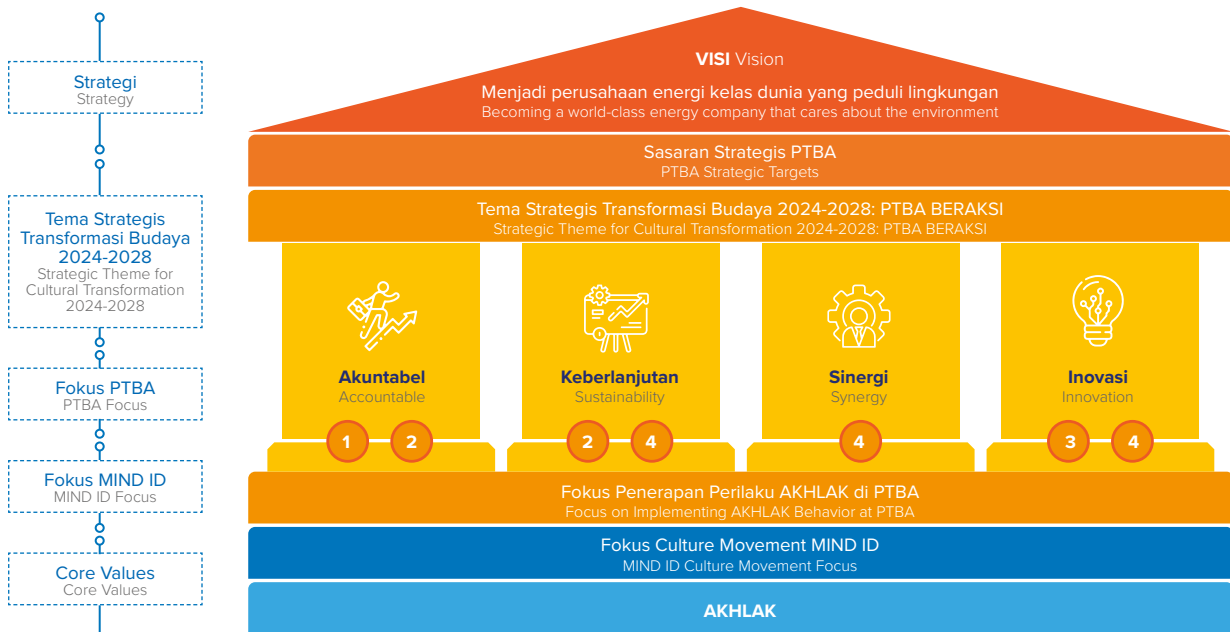 Strategi
Strategy
Tema Strategis
Transformasi Budaya
2024-2028
Strategic Theme for
Cultural Transformation
2024-2028
Fokus PTBA
PTBA Focus
Fokus MIND ID
MIND ID Focus
Core Values
Core Values
VISI Vision
Menjadi perusahaan energi kelas dunia yang peduli lingkungan
Becoming a world-class energy company that cares about the environment
Sasaran Strategis PTBA
PTBA Strategic Targets
Tema Strategis Transformasi Budaya 2024-2028: PTBA BERAKSI
Strategic Theme for Cultural Transformation 2024-2028: PTBA BERAKSI
Akuntabel
Accountable
1 2
Keberlanjutan
Sustainability
2 4
Sinergi
Synergy
4
Inovasi
Innovation
3 4
Fokus Penerapan Perilaku AKHLAK di PTBA
Focus on Implementing AKHLAK Behavior at PTBA
Fokus Culture Movement MIND ID
MIND ID Culture Movement Focus
AKHLAK